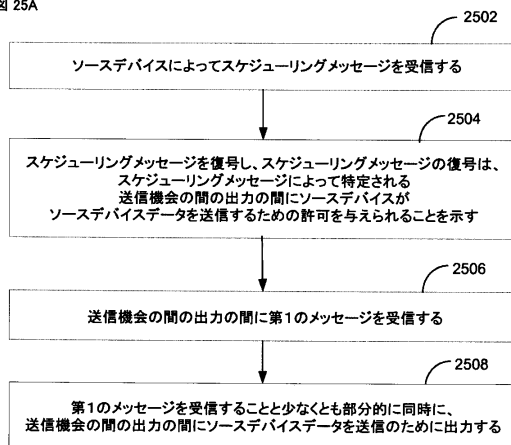 図 25A
2502
ソースデバイスによってスケジューリングメッセージを受信する
2504
スケジューリングメッセージを復号し、スケジューリングメッセージの復号は、
スケジューリングメッセージによって特定される
送信機会の間の出力の間にソースデバイスが
ソースデバイスデータを送信するための許可を与えられることを示す
2506
送信機会の間の出力の間に第1のメッセージを受信する
2508
第1のメッセージを受信することと少なくとも部分的に同時に、
送信機会の間の出力の間にソースデバイスデータを送信のために出力する